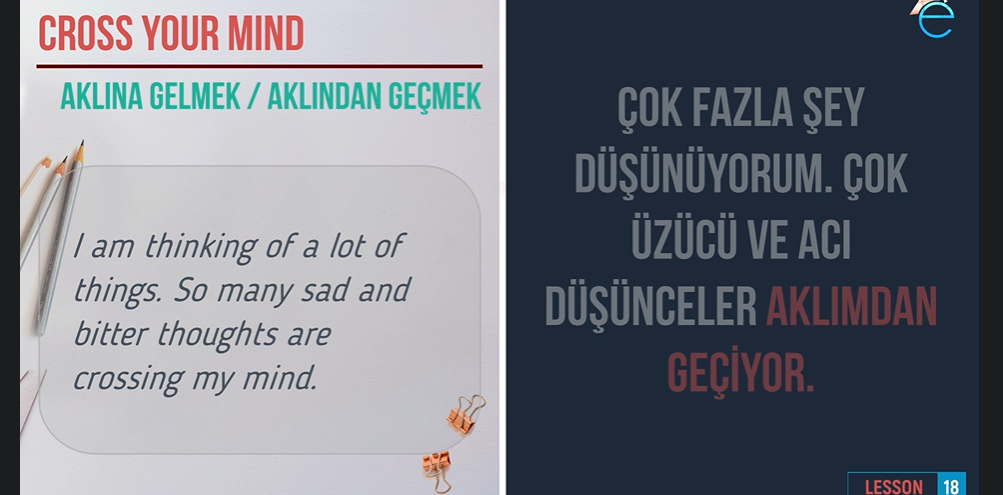 CROSS YOUR MIND
AKLINA GELMEK / AKLINDAN GEÇMEK
I am thinking of a lot of
things. So many sad and
bitter thoughts are
crossing my mind.
e
ÇOK FAZLA ŞEY
DÜŞÜNÜYORUM. ÇOK
ÜZÜCÜ VE ACI
DÜŞÜNCELER AKLIMDAN
GEÇİYOR.
LESSON 18